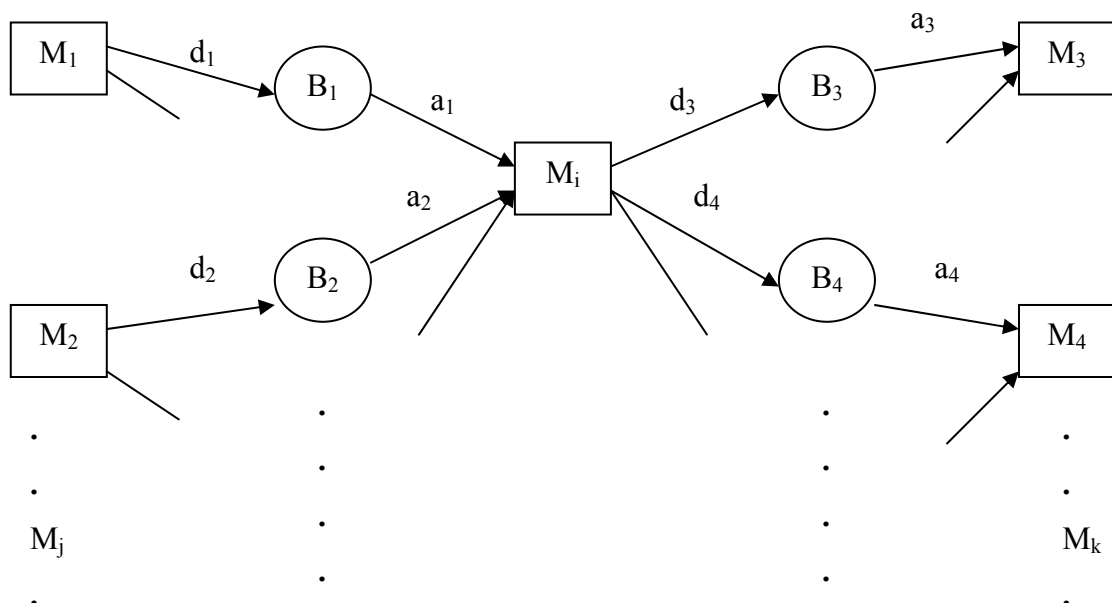 M₁ d₁ B₁ a₁ d₃ B₃ a₃ M₃
a₂ Mᵢ d₄
M₂ d₂ B₂ B₄ a₄ M₄
. . . .
. . . .
Mⱼ . . Mₖ
. . . .